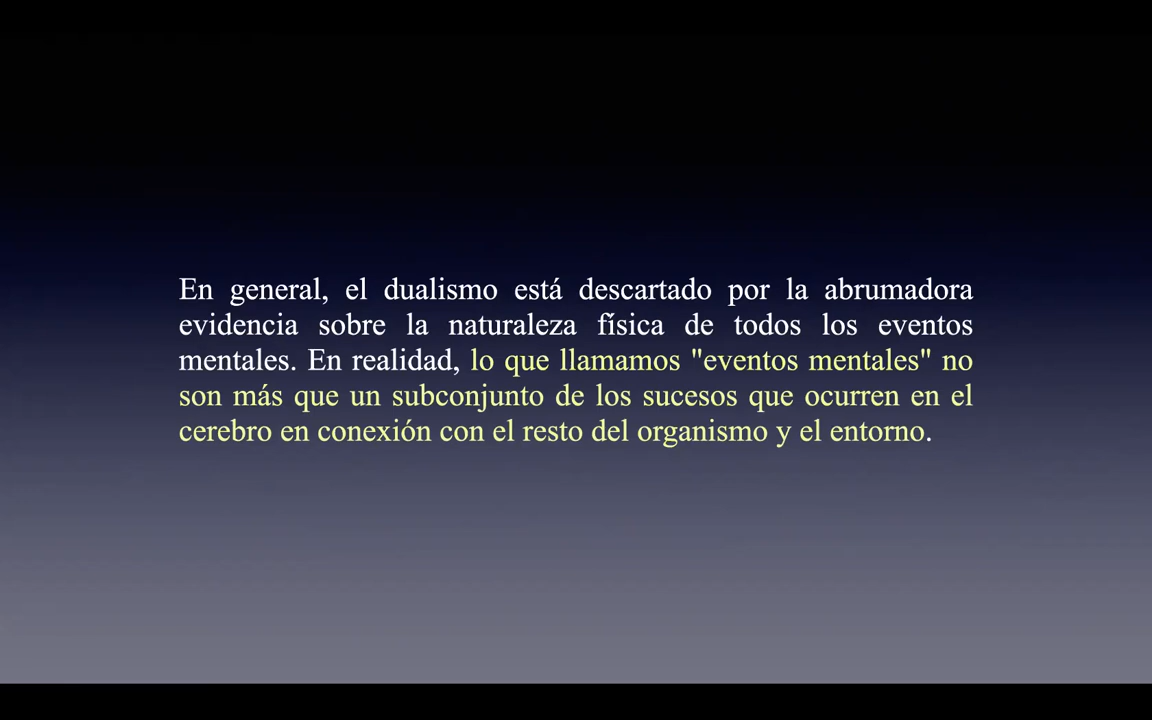 En general, el dualismo está descartado por la abrumadora
evidencia sobre la naturaleza física de todos los eventos
mentales. En realidad, lo que llamamos "eventos mentales" no
son más que un subconjunto de los sucesos que ocurren en el
cerebro en conexión con el resto del organismo y el entorno.